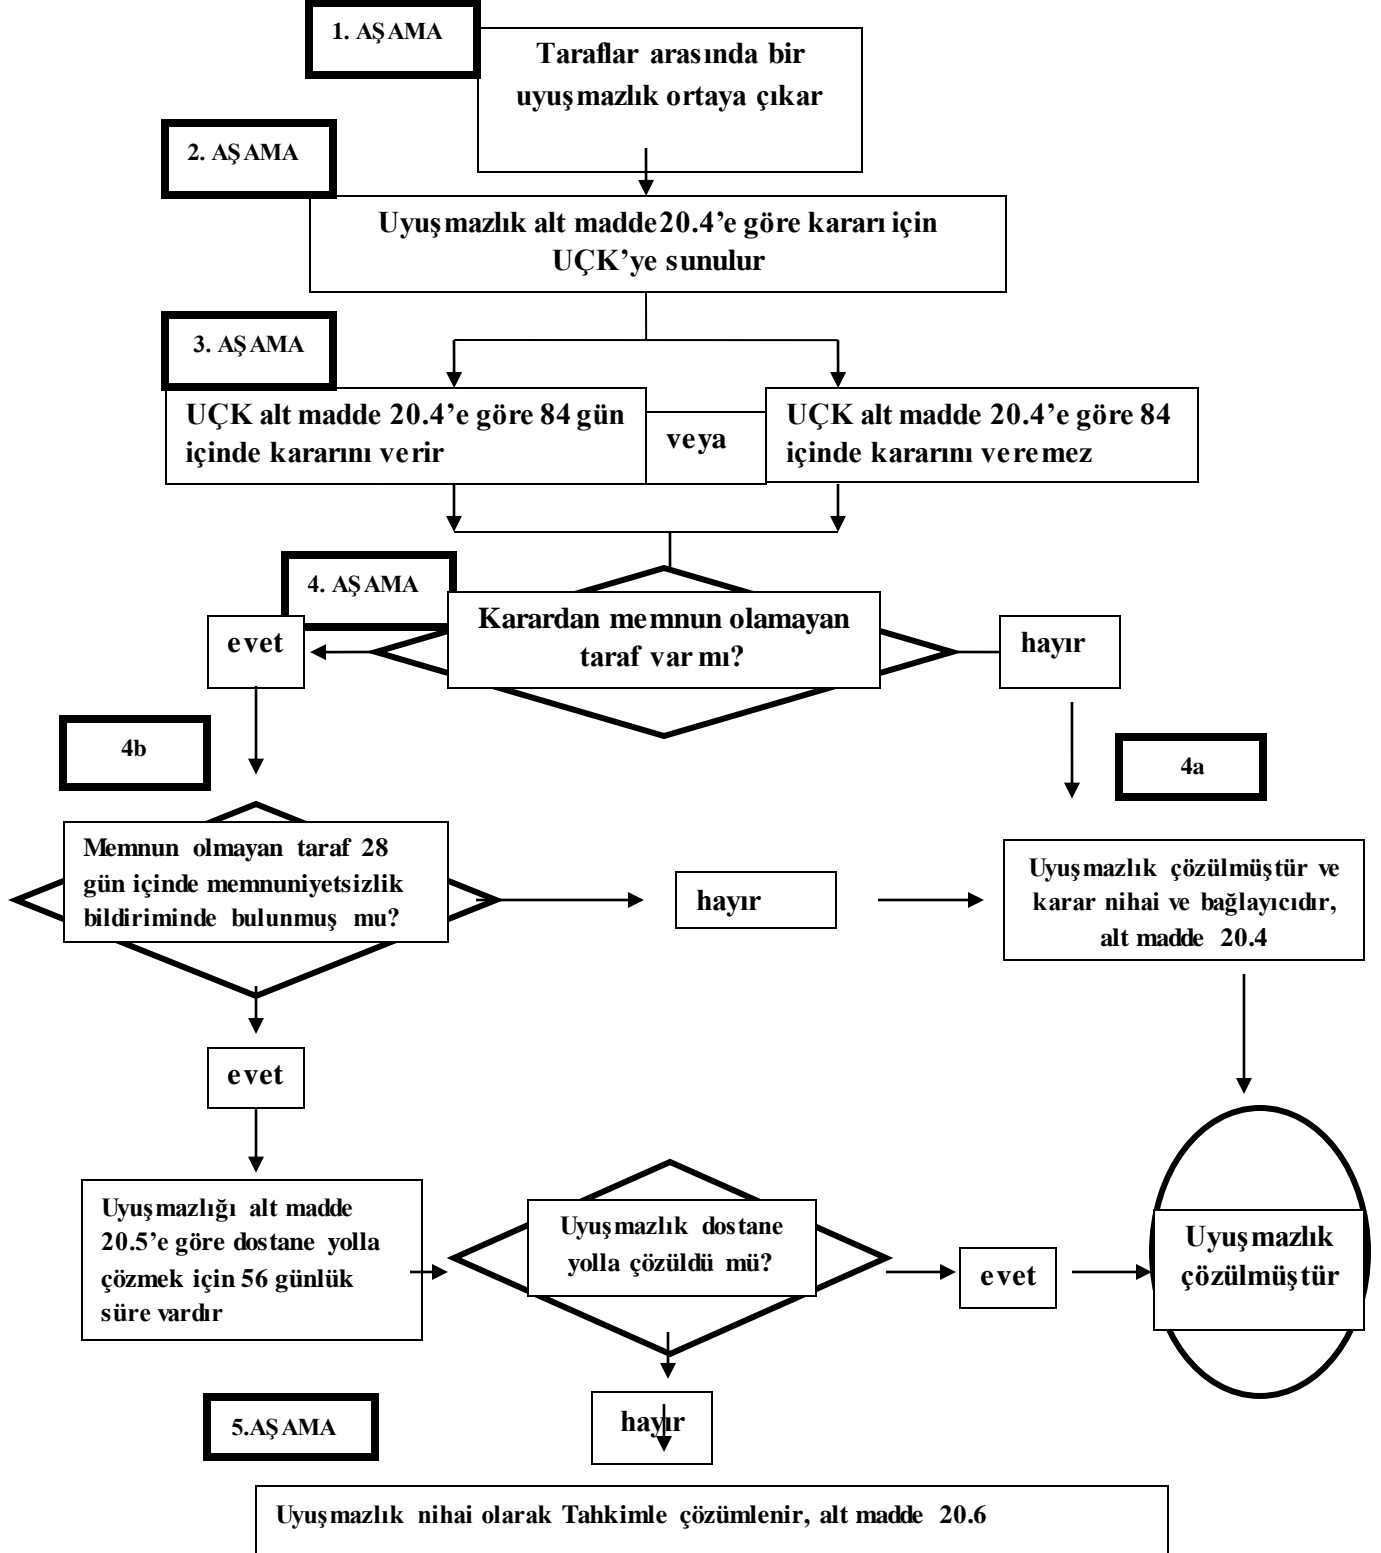 1. AŞAMA
Taraflar arasında bir
uyuşmazlık ortaya çıkar
2. AŞAMA
Uyuşmazlık alt madde 20.4’e göre kararı için
UÇK’ye sunulur
3. AŞAMA
UÇK alt madde 20.4’e göre 84 gün
içinde kararını verir
veya
UÇK alt madde 20.4’e göre 84
içinde kararını veremez
4. AŞAMA
Karardan memnun olamayan
taraf var mı?
evet
hayır
4b
4a
Memnun olmayan taraf 28
gün içinde memnuniyetsizlik
bildiriminde bulunmuş mu?
hayır
Uyuşmazlık çözülmüştür ve
karar nihai ve bağlayıcıdır,
alt madde 20.4
evet
Uyuşmazlığı alt madde
20.5’e göre dostane yolla
çözmek için 56 günlük
süre vardır
Uyuşmazlık dostane
yolla çözüldü mü?
evet
Uyuşmazlık
çözülmüştür
5.AŞAMA
hayır
Uyuşmazlık nihai olarak Tahkimle çözümlenir, alt madde 20.6